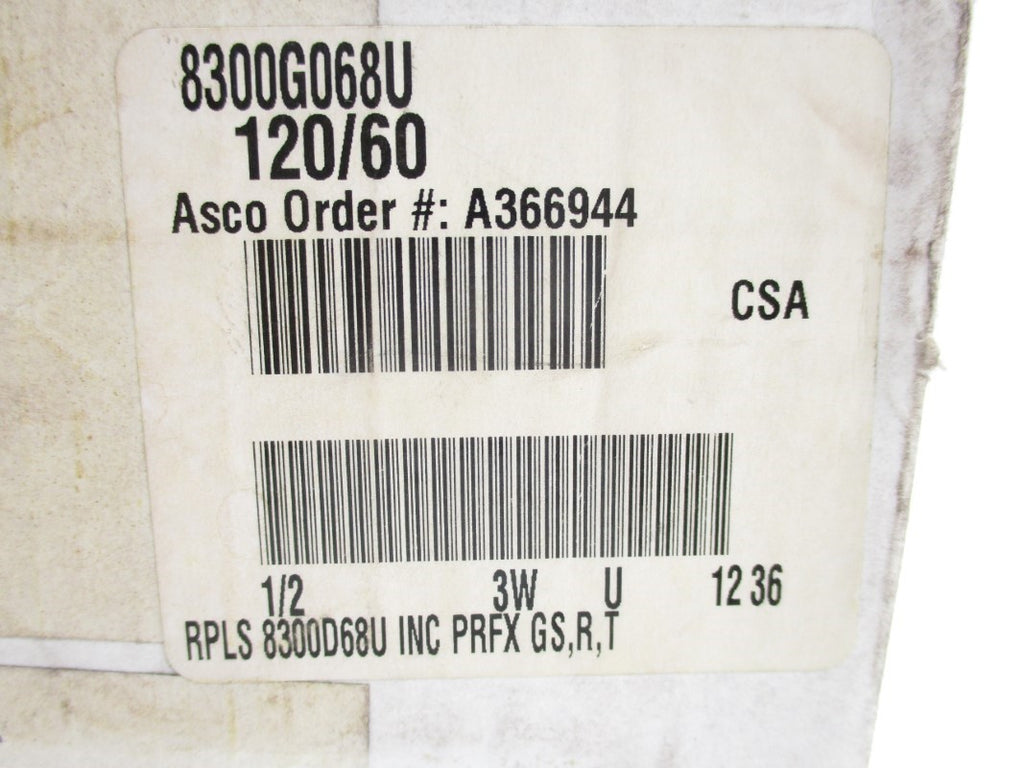 8300G068U
120/60
Asco Order #: A366944
CSA
1/2 3W U 12 36
RPLS 8300D68U INC PRFX GS,R,T